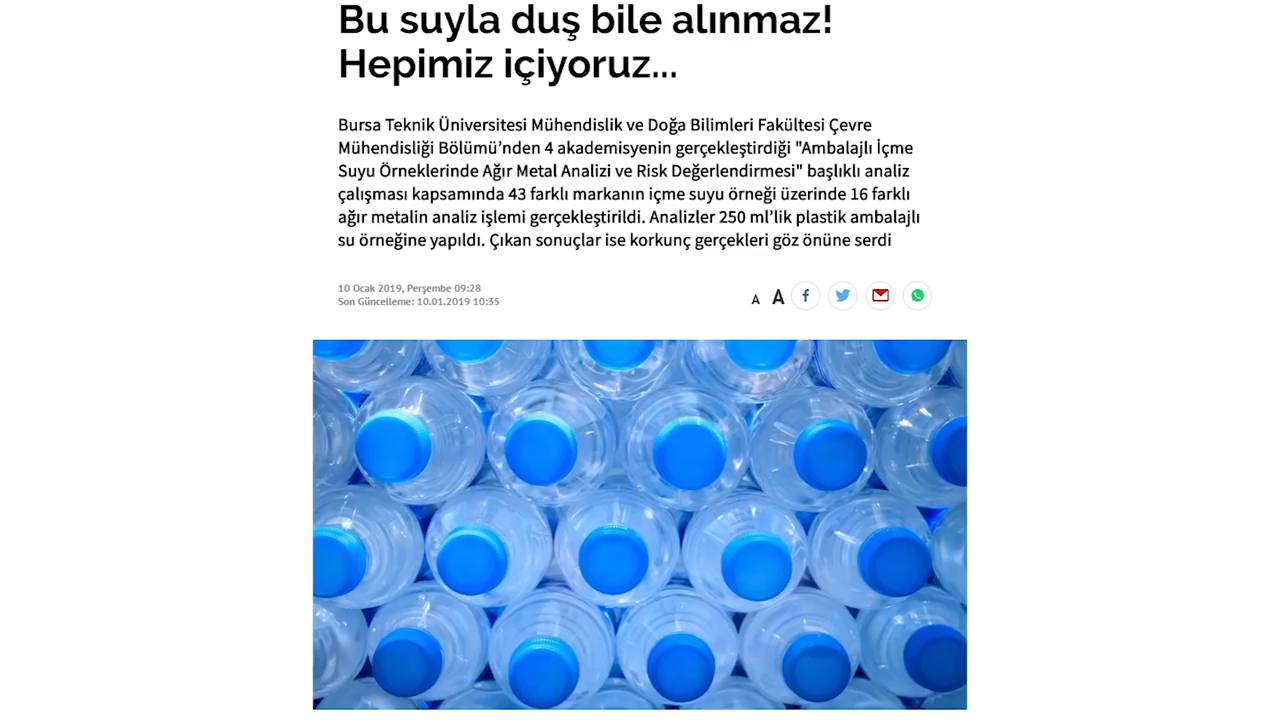 Bu suyla duş bile alınmaz!
Hepimiz içiyoruz...
Bursa Teknik Üniversitesi Mühendislik ve Doğa Bilimleri Fakültesi Çevre
Mühendisliği Bölümü’nden 4 akademisyenin gerçekleştirdiği "Ambalajlı İçme
Suyu Örneklerinde Ağır Metal Analizi ve Risk Değerlendirmesi" başlıklı analiz
çalışması kapsamında 43 farklı markanın içme suyu örneği üzerinde 16 farklı
ağır metalin analiz işlemi gerçekleştirildi. Analizler 250 ml’lik plastik ambalajlı
su örneğine yapıldı. Çıkan sonuçlar ise korkunç gerçekleri göz önüne serdi
10 Ocak 2019, Perşembe 09:28
Son Güncelleme: 10.01.2019 10:35
A A